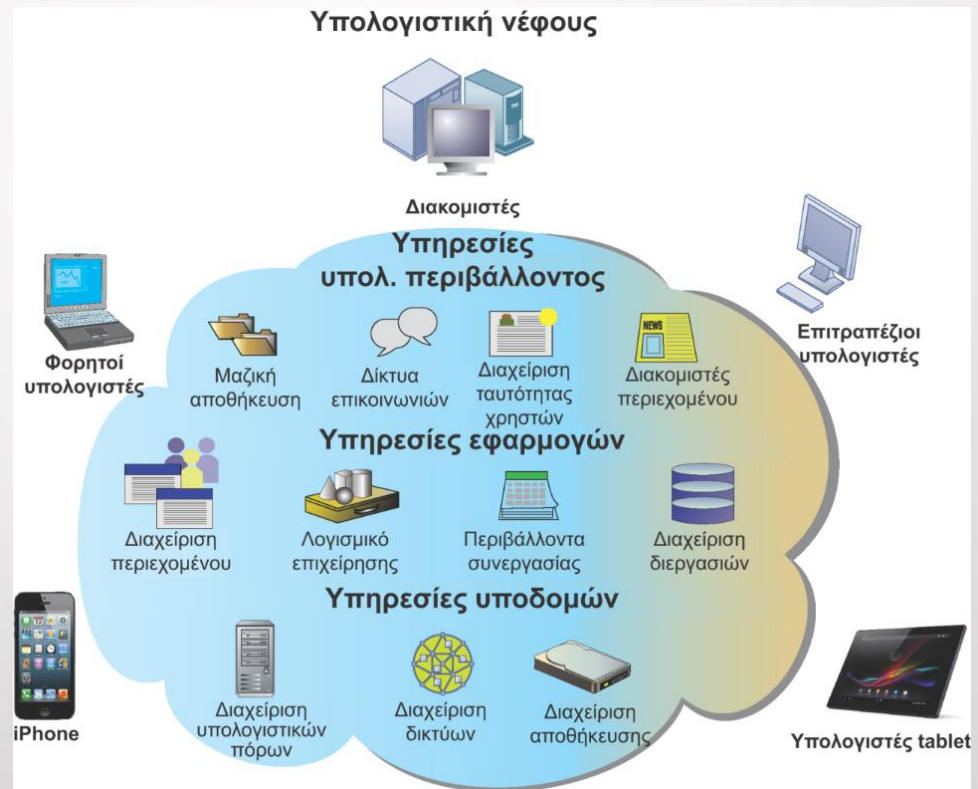 Υπολογιστική νέφους
Διακομιστές
Υπηρεσίες
υπολ. περιβάλλοντος
Φορητοί
υπολογιστές
Επιτραπέζιοι
υπολογιστές
Μαζική
αποθήκευση
Δίκτυα
επικοινωνιών
Διαχείριση
ταυτότητας
χρηστών
NEWS
Διακομιστές
περιεχομένου
Υπηρεσίες εφαρμογών
Διαχείριση
περιεχομένου
Λογισμικό
επιχείρησης
Περιβάλλοντα
συνεργασίας
Διαχείριση
διεργασιών
Υπηρεσίες υποδομών
Διαχείριση
υπολογιστικών
πόρων
Διαχείριση
δικτύων
Διαχείριση
αποθήκευσης
iPhone
Υπολογιστές tablet